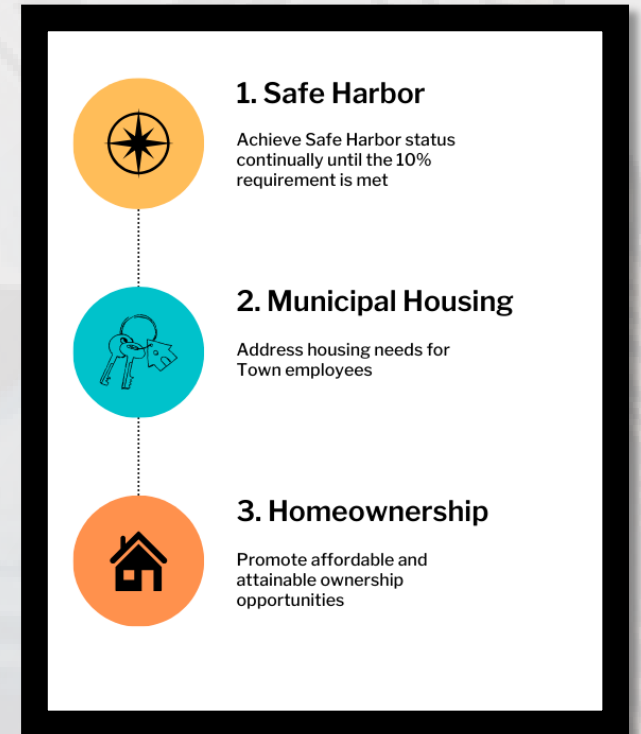 1. Safe Harbor
Achieve Safe Harbor status
continually until the 10%
requirement is met
2. Municipal Housing
Address housing needs for
Town employees
3. Homeownership
Promote affordable and
attainable ownership
opportunities